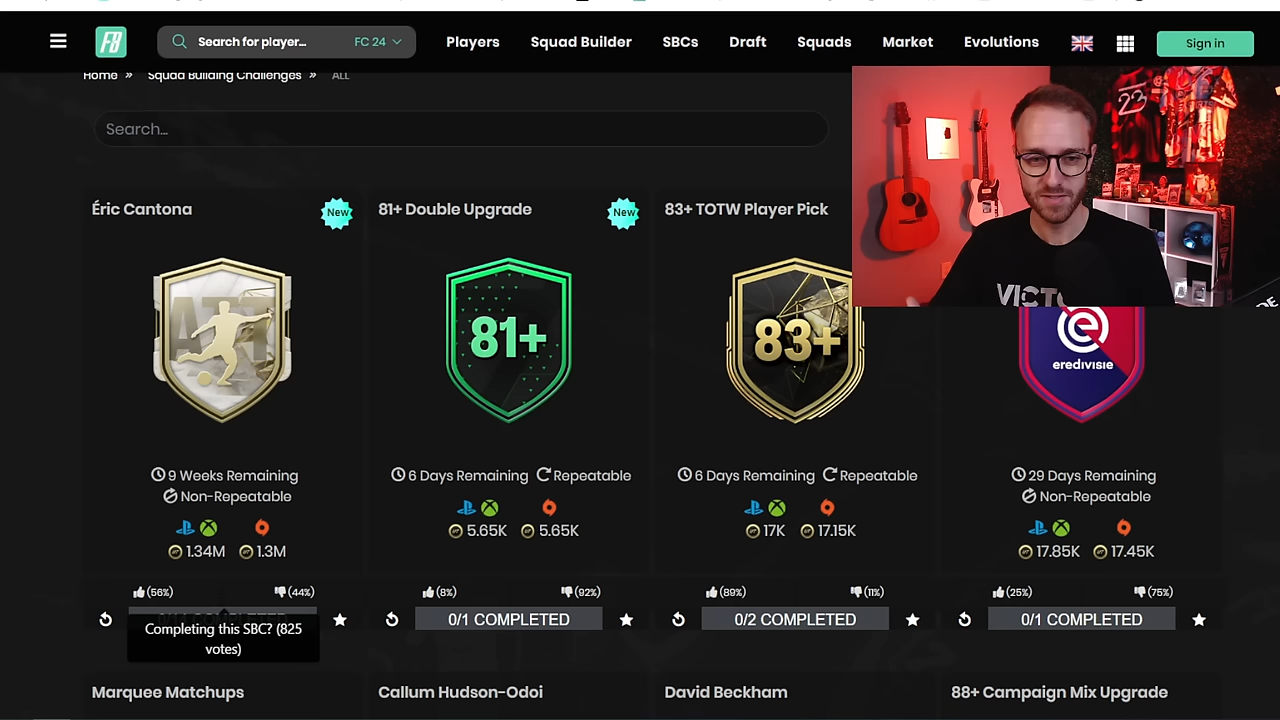 FB
Search for player...
FC 24
Players
Squad Builder
SBCs
Draft
Squads
Market
Evolutions
Sign in
Home » Squad Building Challenges » ALL
Search...
23
VICTO
Éric Cantona
New
9 Weeks Remaining
Non-Repeatable
1.34M
1.3M
(56%)
(44%)
Completing this SBC? (825
votes)
81+ Double Upgrade
New
81+
6 Days Remaining
Repeatable
5.65K
5.65K
(8%)
(92%)
0/1 COMPLETED
83+ TOTW Player Pick
83+
6 Days Remaining
Repeatable
17K
17.15K
(89%)
(11%)
0/2 COMPLETED
eredivisie
29 Days Remaining
Non-Repeatable
17.85K
17.45K
(25%)
(75%)
0/1 COMPLETED
Marquee Matchups
Callum Hudson-Odoi
David Beckham
88+ Campaign Mix Upgrade